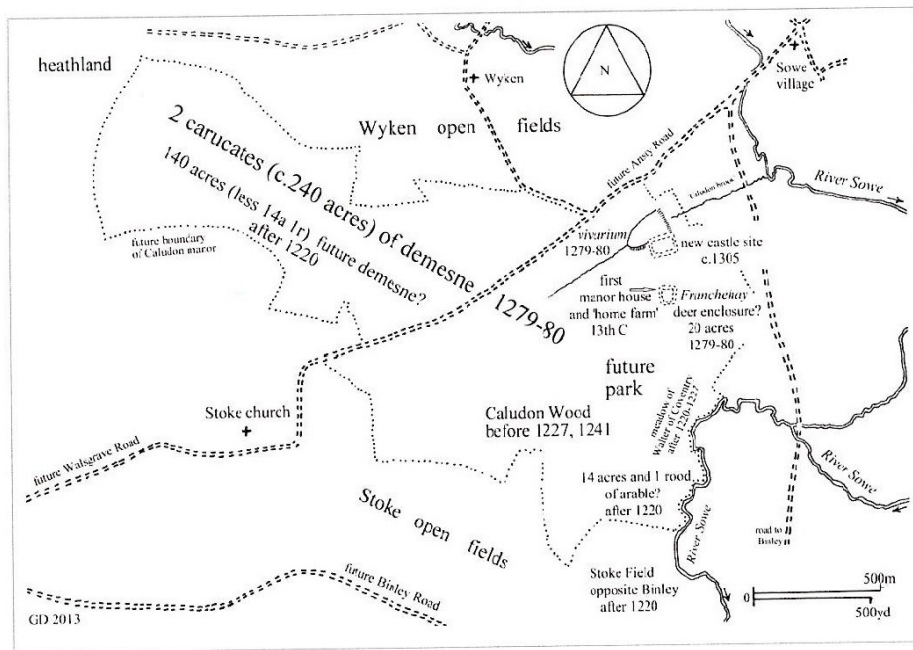 heathland
Wyken
N
Sowe
village
Wyken open fields
2 carucates (c.240 acres) of demesne
1279-80
140 acres (less 14a 1r) future demesne?
after 1220
future Ansty Road
Caludon brook
River Sowe
future boundary
of Caludon manor
vivarium
1279-80
new castle site
c.1305
first
manor house
and 'home farm'
13th C
Franchehay
deer enclosure?
20 acres
1279-80
future
park
Stoke church
Caludon Wood
before 1227, 1241
meadow of
Walter of Coventry
after 1220-1227
future Walsgrave Road
14 acres and 1 rood
of arable?
after 1220
River Sowe
River Sowe
road to
Binley
Stoke open fields
Stoke Field
opposite Binley
after 1220
future Binley Road
500m
0
500yd
GD 2013